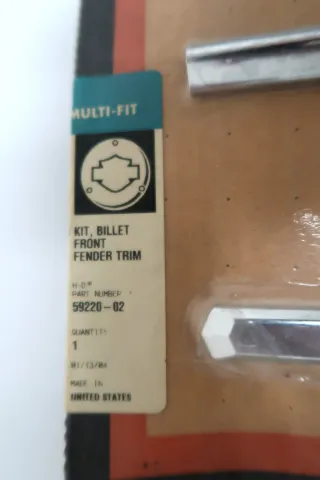 MULTI-FIT
KIT, BILLET
FRONT
FENDER TRIM
H-D®
PART NUMBER
59220-02
QUANTITY
1
MADE IN
UNITED STATES